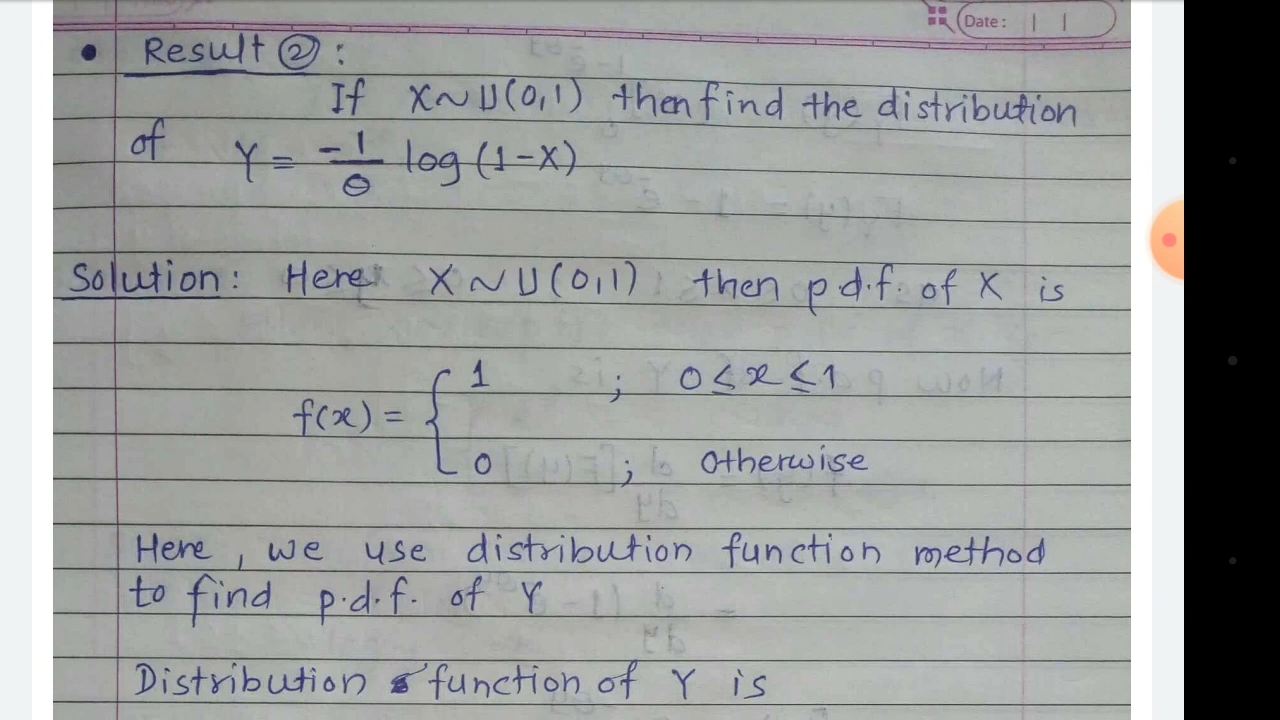 Date: | |
• Result ② :
If X ~ U(0,1) then find the distribution
of Y = -1/θ log (1-X)
Solution: Here X ~ U(0,1) then p.d.f. of X is
f(x) = { 1 ; 0 ≤ x ≤ 1
0 ; Otherwise
Here, we use distribution function method
to find p.d.f. of Y
Distribution function of Y is